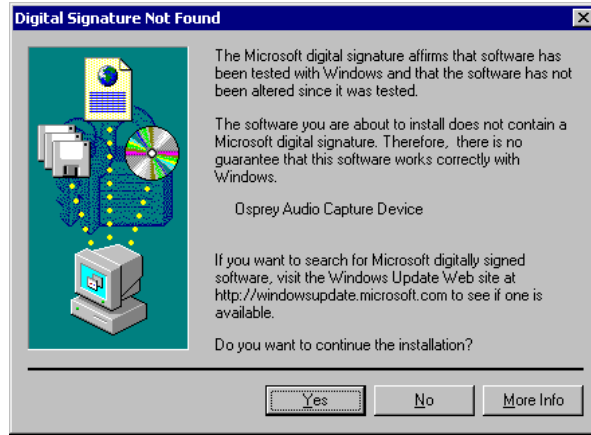 Digital Signature Not Found
The Microsoft digital signature affirms that software has
been tested with Windows and that the software has not
been altered since it was tested.
The software you are about to install does not contain a
Microsoft digital signature. Therefore, there is no
guarantee that this software works correctly with
Windows.
Osprey Audio Capture Device
If you want to search for Microsoft digitally signed
software, visit the Windows Update Web site at
http://windowsupdate.microsoft.com to see if one is
available.
Do you want to continue the installation?
Yes No More Info